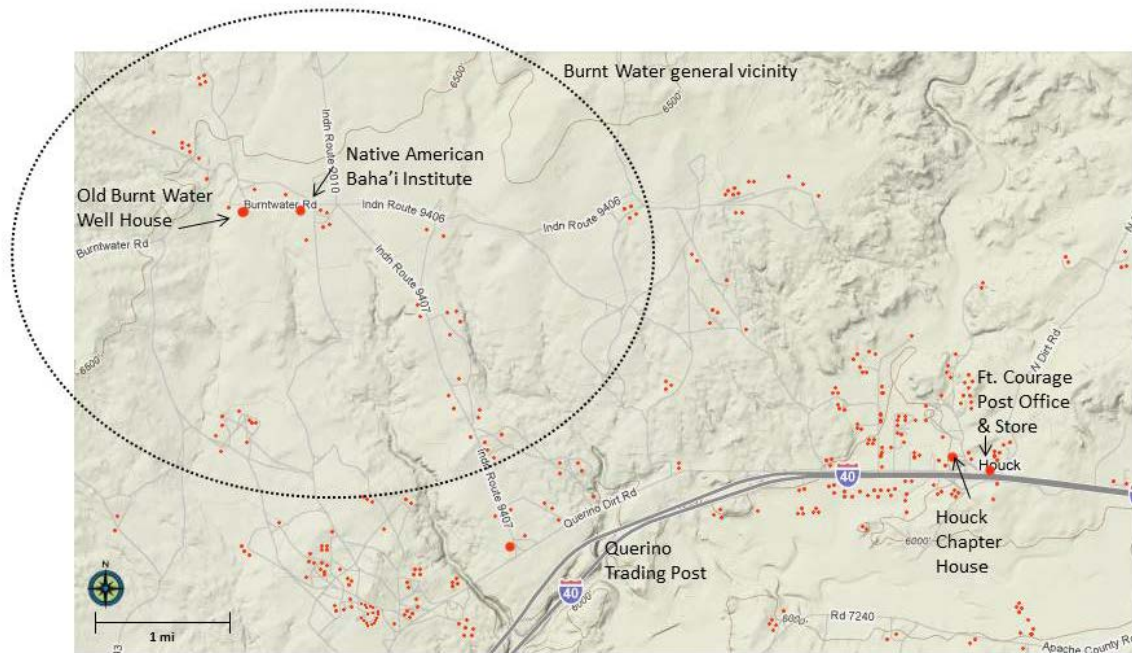 Burnt Water general vicinity
6500'
6500'
Indn Route 2010
Native American
Baha'i Institute
Old Burnt Water
Well House
Burntwater Rd
Indn Route 9406
Indn Route 9406
Burntwater Rd
Indn Route 9407
6500'
N Dirt Rd
Ft. Courage
Post Office
& Store
Houck
40
Indn Route 9407
Querino Dirt Rd
Houck
Chapter
House
6000'
Querino
Trading Post
40
6000'
N
1 mi
6000'
Rd 7240
Apache County Rd